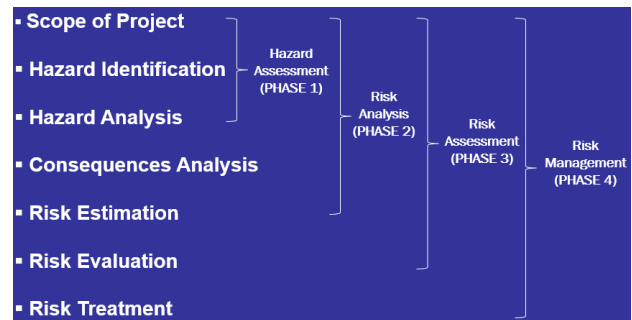 ▪ Scope of Project
▪ Hazard Identification
▪ Hazard Analysis
▪ Consequences Analysis
▪ Risk Estimation
▪ Risk Evaluation
▪ Risk Treatment
Hazard
Assessment
(PHASE 1)
Risk
Analysis
(PHASE 2)
Risk
Assessment
(PHASE 3)
Risk
Management
(PHASE 4)